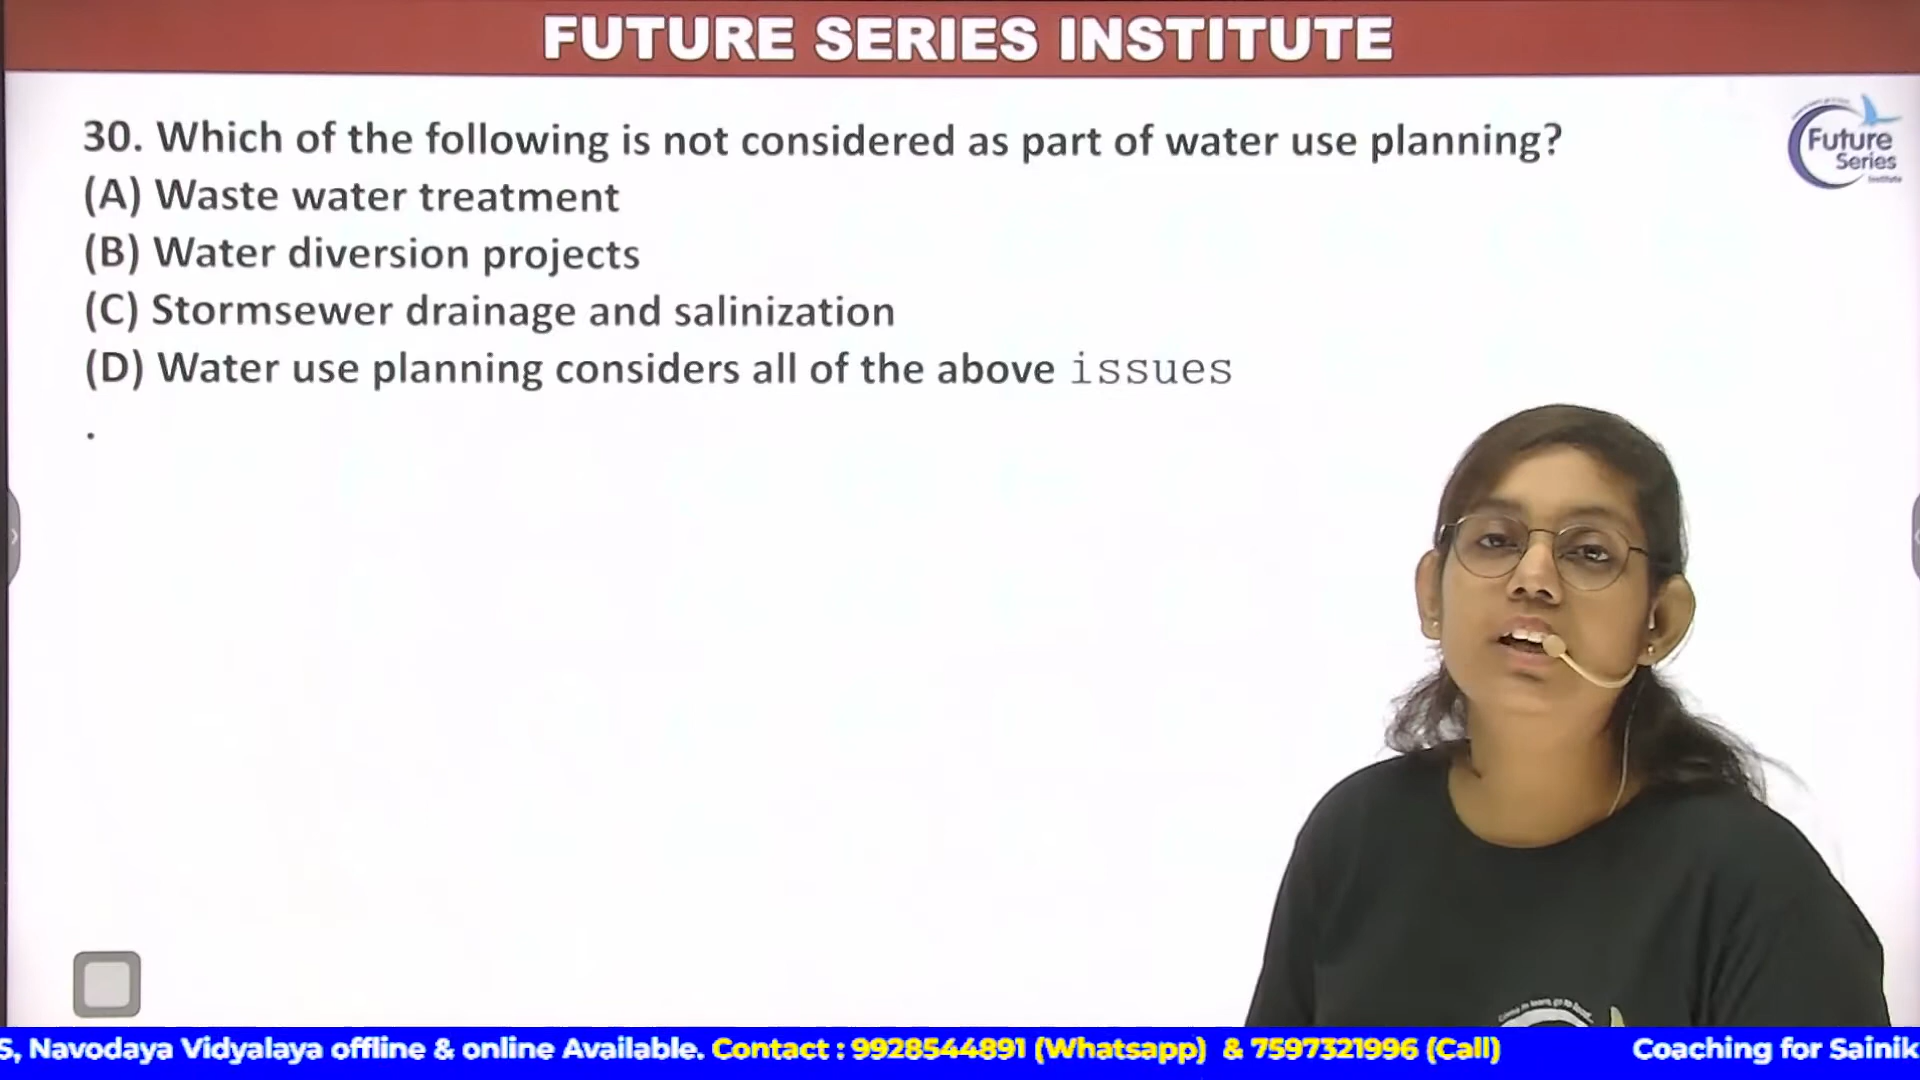 FUTURE SERIES INSTITUTE
Future
Series
Institute
30. Which of the following is not considered as part of water use planning?
(A) Waste water treatment
(B) Water diversion projects
(C) Stormsewer drainage and salinization
(D) Water use planning considers all of the above issues
.
S, Navodaya Vidyalaya offline & online Available. Contact : 9928544891 (Whatsapp) & 7597321996 (Call) Coaching for Sainik